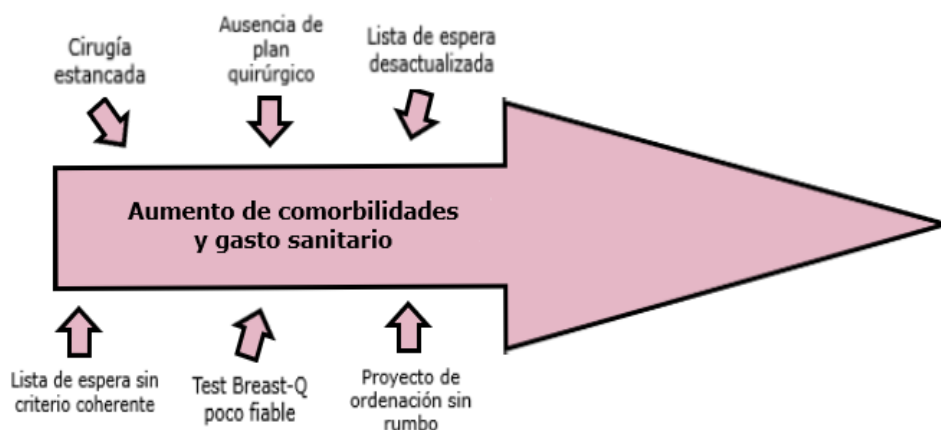 Cirugía
estancada
Ausencia de
plan
quirúrgico
Lista de espera
desactualizada
Aumento de comorbilidades
y gasto sanitario
Lista de espera sin
criterio coherente
Test Breast-Q
poco fiable
Proyecto de
ordenación sin
rumbo